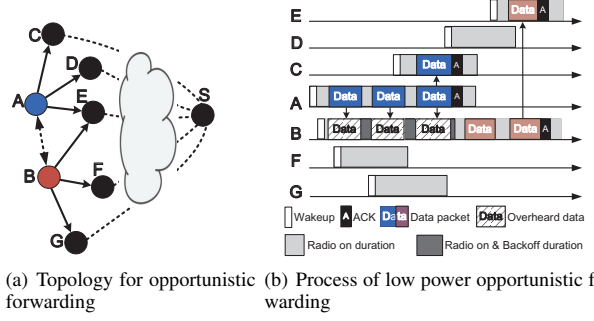 C
D
A
E
S
B
F
G
E
Data
A
D
C
Data
A
A
Data
Data
Data
A
B
Data
Data
Data
Data
Data
A
F
G
Wakeup
A
ACK
Data
Data packet
Data
Overheard data
Radio on duration
Radio on & Backoff duration
(a) Topology for opportunistic
forwarding
(b) Process of low power opportunistic f
warding